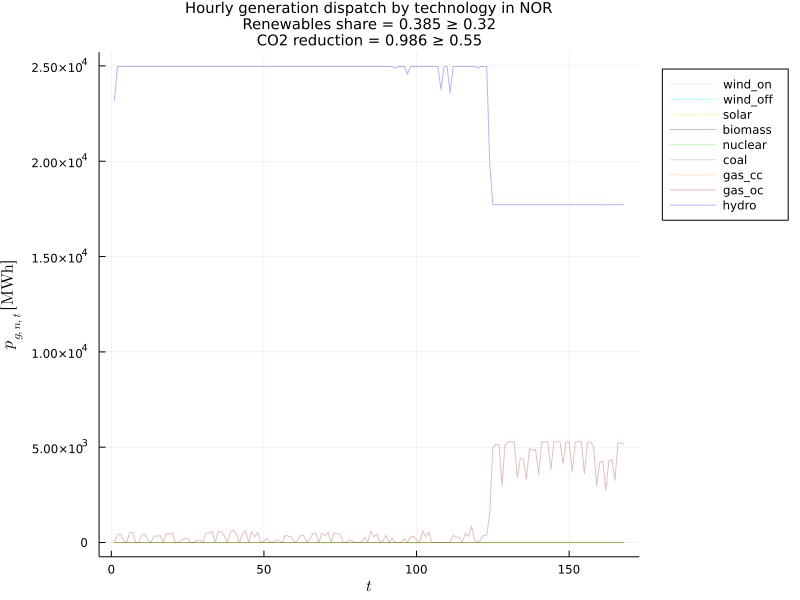 Hourly generation dispatch by technology in NOR
Renewables share = 0.385 ≥ 0.32
CO2 reduction = 0.986 ≥ 0.55
2.50×10⁴
2.00×10⁴
1.50×10⁴
1.00×10⁴
5.00×10³
0
p_{g,n,t} [MWh]
0 50 100 150
t
wind_on
wind_off
solar
biomass
nuclear
coal
gas_cc
gas_oc
hydro